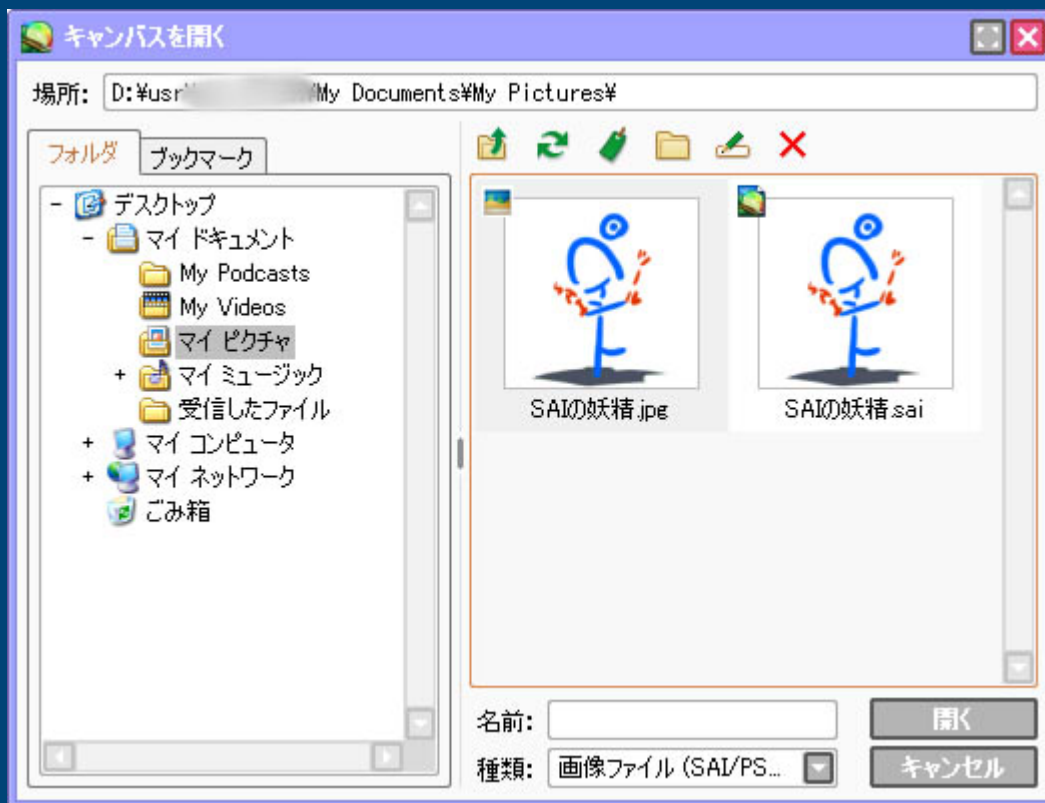 キャンバスを開く
場所: D:¥usr ¥My Documents¥My Pictures¥
フォルダ ブックマーク
- デスクトップ
- マイ ドキュメント
My Podcasts
My Videos
マイ ピクチャ
+ マイ ミュージック
受信したファイル
+ マイ コンピュータ
+ マイ ネットワーク
ごみ箱
SAIの妖精.jpg SAIの妖精.sai
名前:
開く
種類: 画像ファイル (SAI/PS...
キャンセル